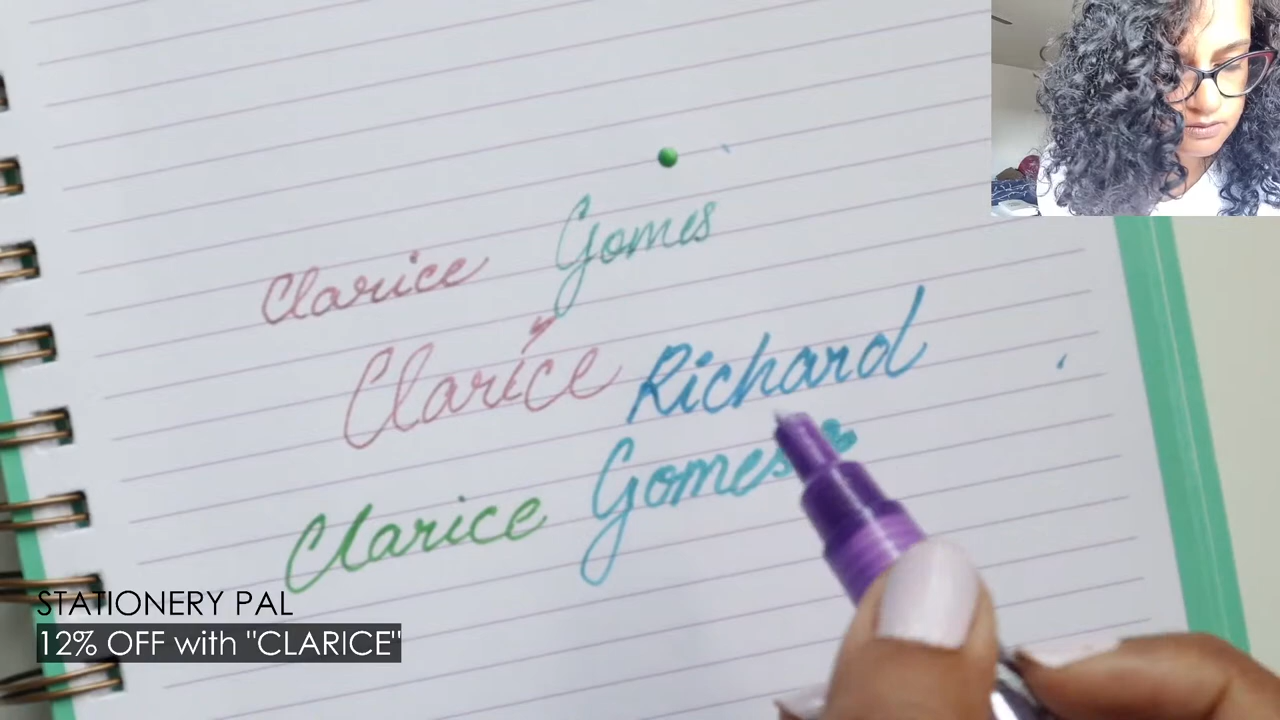 Clarice Gomes
Clarice Richard
Clarice Gomes
STATIONERY PAL
12% OFF with "CLARICE"